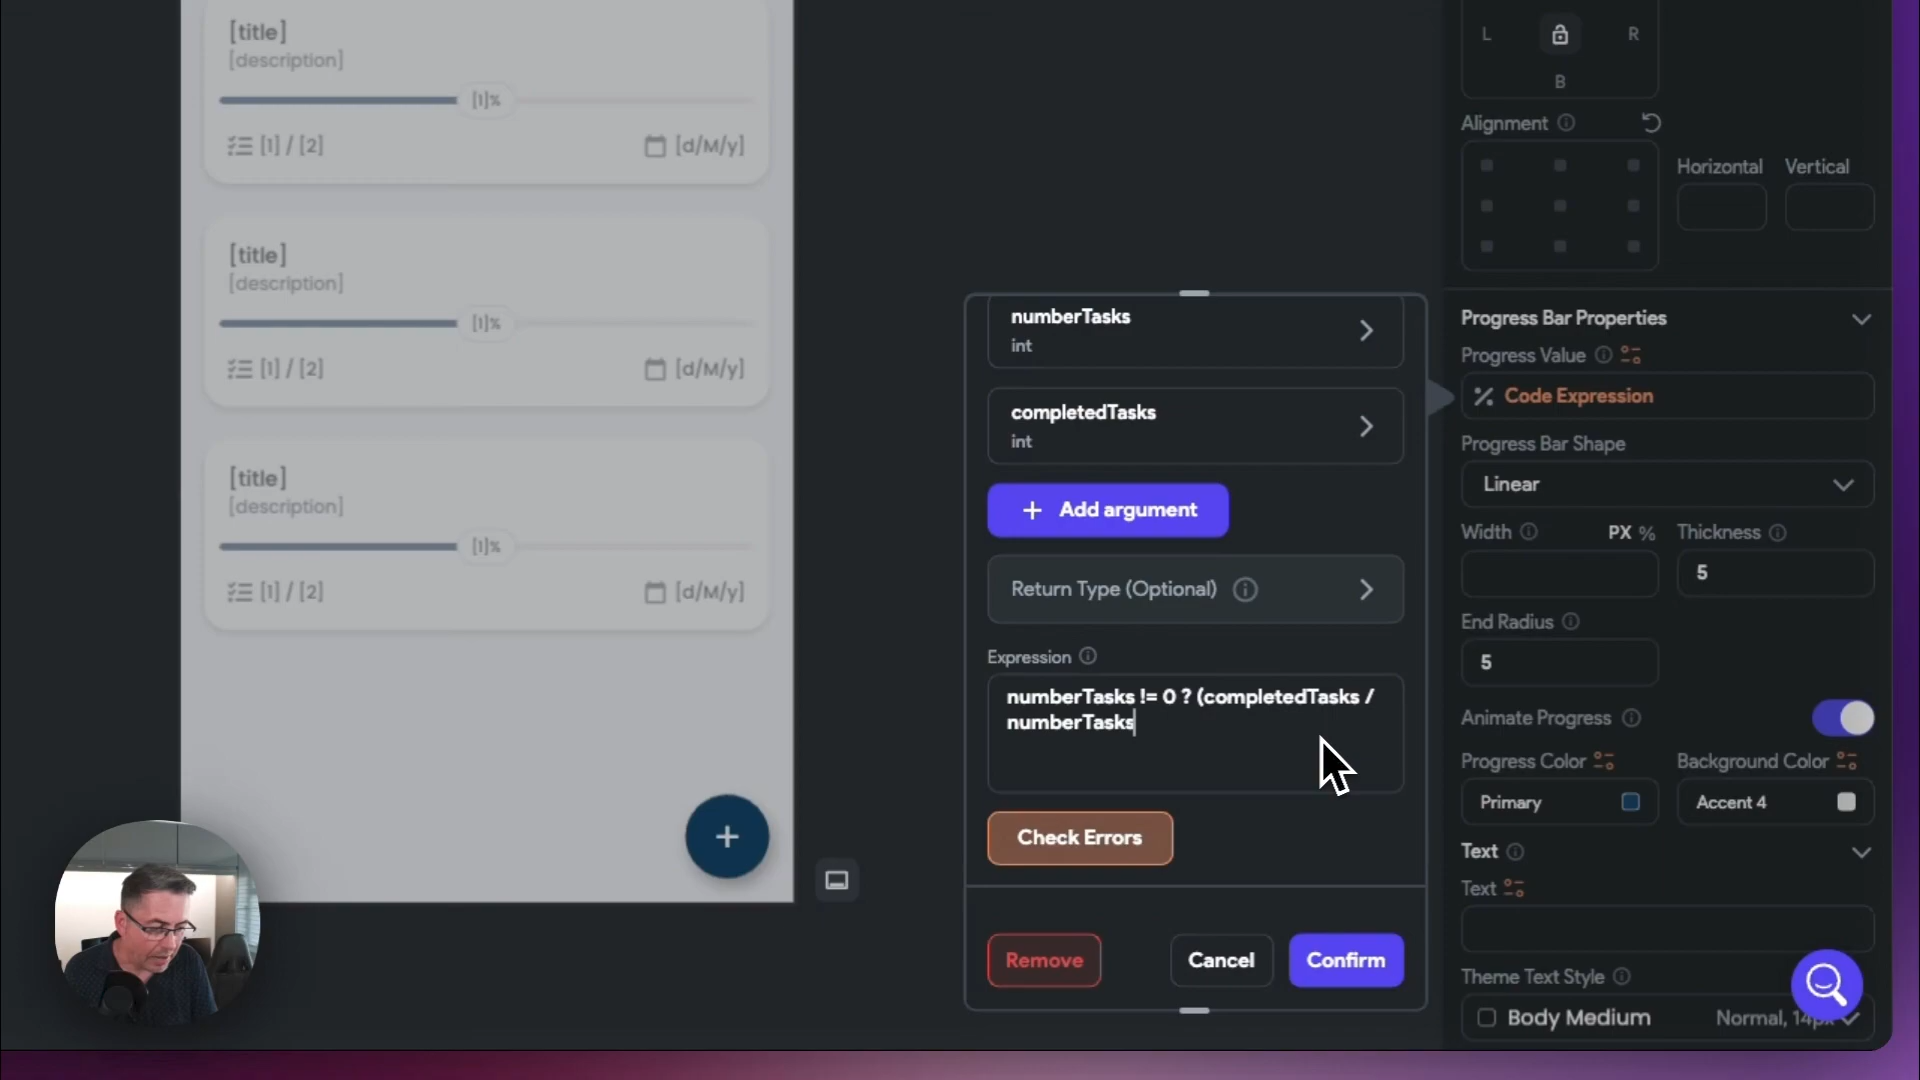 [title]
[description]
[1]%
[1] / [2]
[d/M/y]
[title]
[description]
[1]%
[1] / [2]
[d/M/y]
[title]
[description]
[1]%
[1] / [2]
[d/M/y]
+
numberTasks
int
completedTasks
int
+ Add argument
Return Type (Optional)
Expression
numberTasks != 0 ? (completedTasks /
numberTasks
Check Errors
Remove
Cancel
Confirm
L
R
B
Alignment
Horizontal
Vertical
Progress Bar Properties
Progress Value
Code Expression
Progress Bar Shape
Linear
Width
PX %
Thickness
5
End Radius
5
Animate Progress
Progress Color
Background Color
Primary
Accent 4
Text
Text
Theme Text Style
Body Medium
Normal, 14px